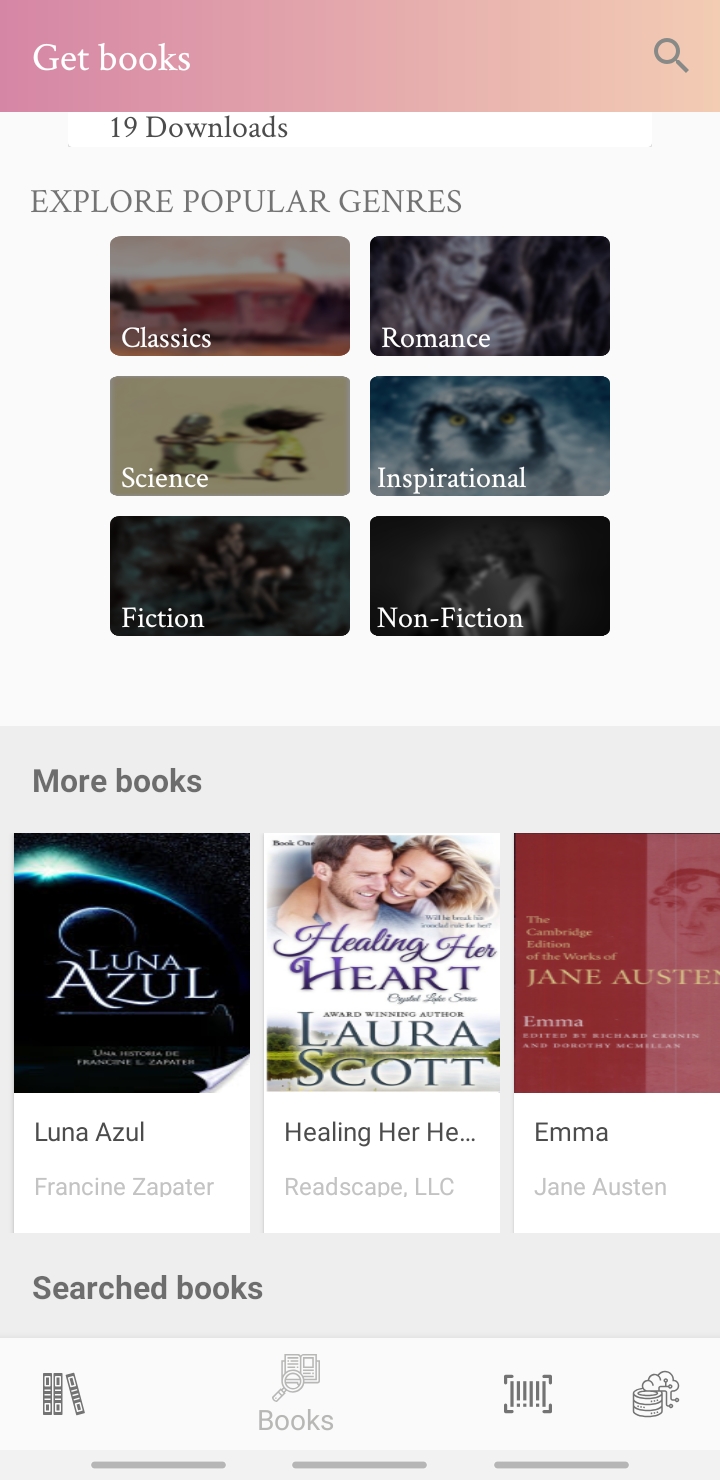 Get books
19 Downloads
EXPLORE POPULAR GENRES
Classics
Romance
Science
Inspirational
Fiction
Non-Fiction
More books
LUNA
AZUL
UNA HISTORIA DE
FRANCINE L. ZAPATER
Book One
Will he break his
ironclad rule for her?
Healing Her
HEART
Crystal Lake Series
AWARD WINNING AUTHOR
LAURA
SCOTT
The
Cambridge
Edition
of the Works of
JANE AUSTEN
Emma
EDITED BY RICHARD CRONIN
AND DOROTHY MCMILLAN
Luna Azul
Francine Zapater
Healing Her He...
Readscape, LLC
Emma
Jane Austen
Searched books
Books